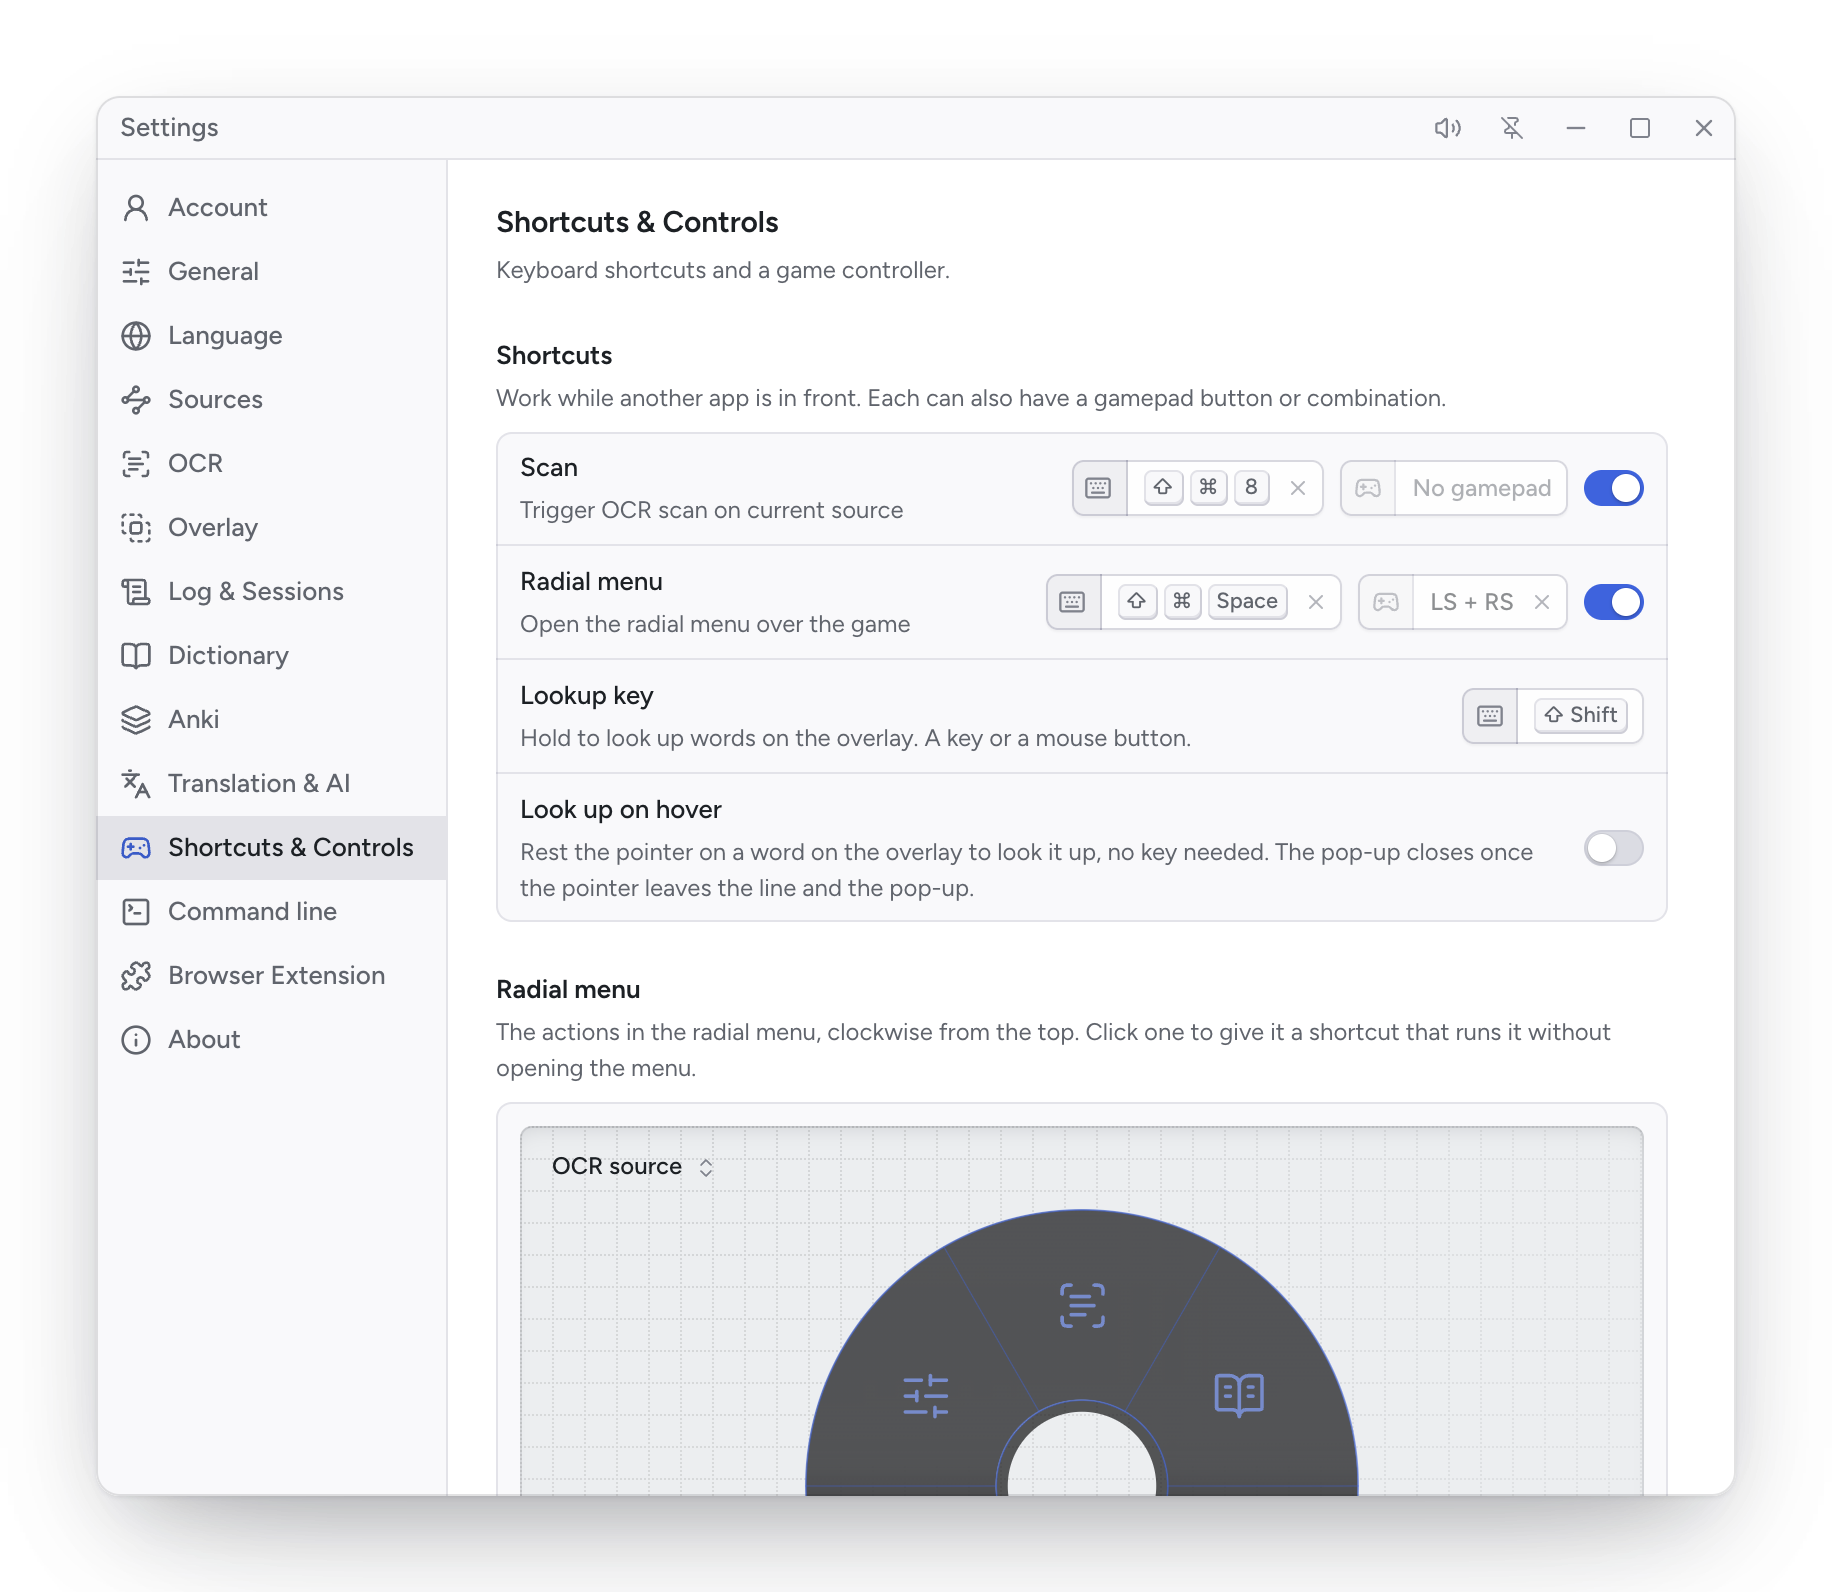 Settings
Account
General
Language
Sources
OCR
Overlay
Log & Sessions
Dictionary
Anki
Translation & AI
Shortcuts & Controls
Command line
Browser Extension
About
Shortcuts & Controls
Keyboard shortcuts and a game controller.
Shortcuts
Work while another app is in front. Each can also have a gamepad button or combination.
Scan
Trigger OCR scan on current source
⇧ ⌘ 8
No gamepad
Radial menu
Open the radial menu over the game
⇧ ⌘ Space
LS + RS
Lookup key
Hold to look up words on the overlay. A key or a mouse button.
⇧ Shift
Look up on hover
Rest the pointer on a word on the overlay to look it up, no key needed. The pop-up closes once
the pointer leaves the line and the pop-up.
Radial menu
The actions in the radial menu, clockwise from the top. Click one to give it a shortcut that runs it without
opening the menu.
OCR source